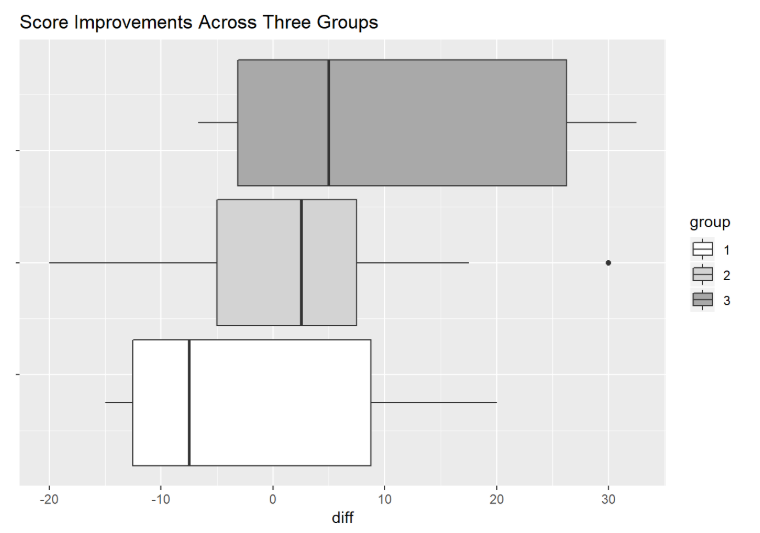 Score Improvements Across Three Groups
group
1
2
3
-20 -10 0 10 20 30
diff